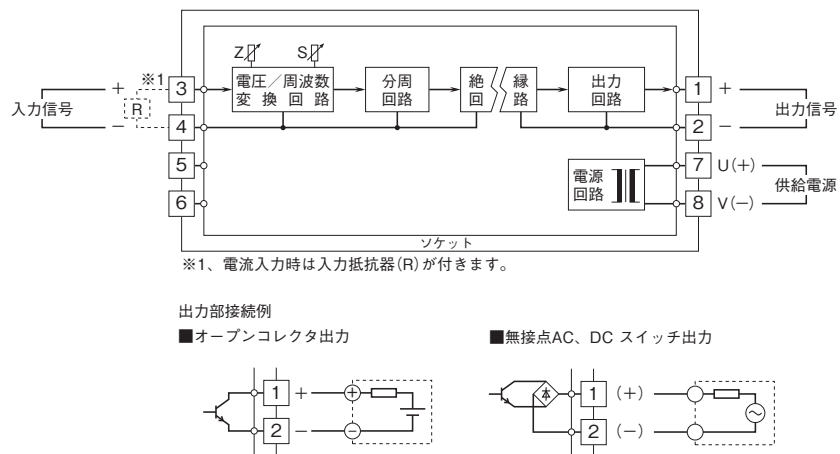 Z S
※1
電圧／周波数
変換回路
分周
回路
絶縁
回路
出力
回路
入力信号
+
−
R
3
4
5
6
1 +
2 −
出力信号
7 U(+)
8 V(−)
供給電源
電源
回路
ソケット
※1、電流入力時は入力抵抗器(R)が付きます。
出力部接続例
■オープンコレクタ出力
1 + +
2 − −
■無接点AC、DC スイッチ出力
1 (+)
2 (−)